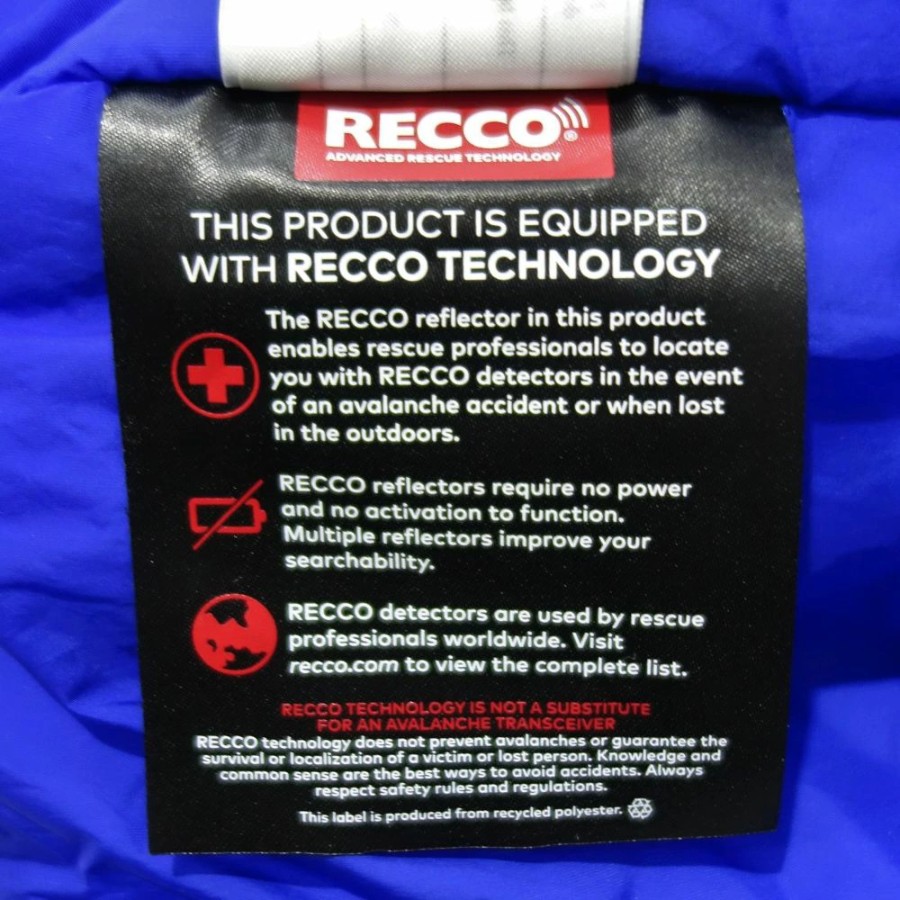 RECCO®
ADVANCED RESCUE TECHNOLOGY
THIS PRODUCT IS EQUIPPED
WITH RECCO TECHNOLOGY
The RECCO reflector in this product
enables rescue professionals to locate
you with RECCO detectors in the event
of an avalanche accident or when lost
in the outdoors.
RECCO reflectors require no power
and no activation to function.
Multiple reflectors improve your
searchability.
RECCO detectors are used by rescue
professionals worldwide. Visit
recco.com to view the complete list.
RECCO TECHNOLOGY IS NOT A SUBSTITUTE
FOR AN AVALANCHE TRANSCEIVER
RECCO technology does not prevent avalanches or guarantee the
survival or localization of a victim or lost person. Knowledge and
common sense are the best ways to avoid accidents. Always
respect safety rules and regulations.
This label is produced from recycled polyester.